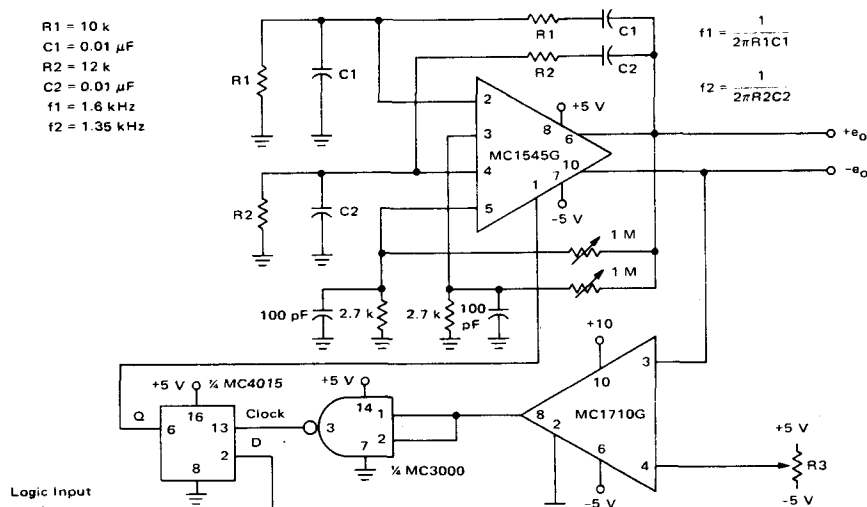 R1 = 10 k
C1 = 0.01 µF
R2 = 12 k
C2 = 0.01 µF
f1 = 1.6 kHz
f2 = 1.35 kHz
R1
C1
R1
C1
R2
C2
f1 = 1 / 2πR1C1
f2 = 1 / 2πR2C2
R2
C2
2
3
4
5
1
8
6
10
7
MC1545G
+5 V
-5 V
+eo
-eo
1 M
1 M
100 pF
2.7 k
2.7 k
100 pF
+5 V
¼ MC4015
Q
6
16
13
2
8
Clock
D
+5 V
14
3
7
1
2
¼ MC3000
+10
10
8
2
6
3
4
MC1710G
-5 V
+5 V
R3
-5 V
Logic Input